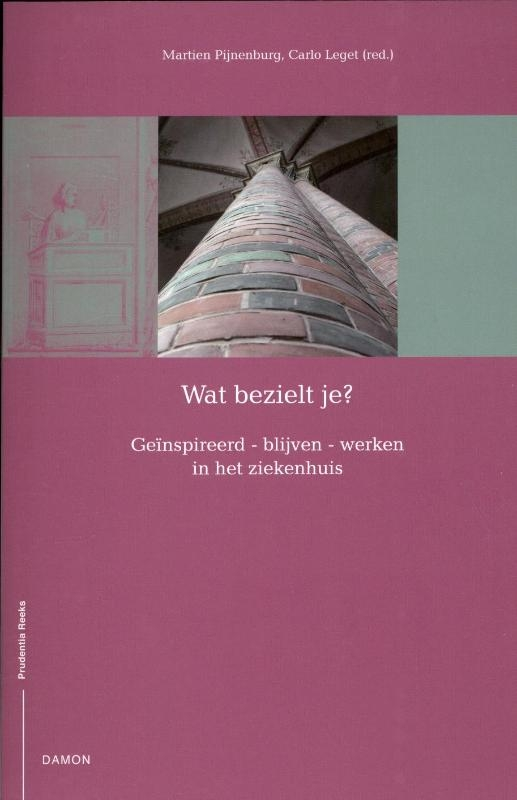 Martien Pijnenburg, Carlo Leget (red.)
Wat bezielt je?
Geïnspireerd - blijven - werken
in het ziekenhuis
Prudentia Reeks
DAMON